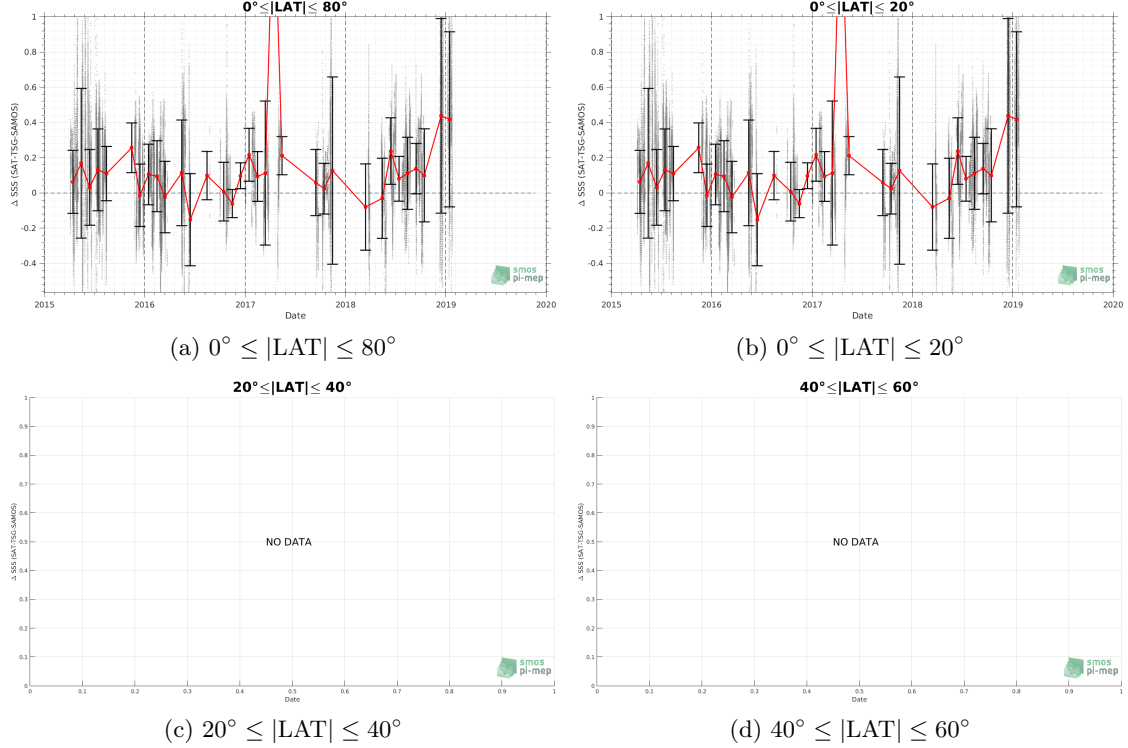 0°≤|LAT|≤ 80°
Δ SSS (SAT-TSG-SAMOS)
1
0.8
0.6
0.4
0.2
0
-0.2
-0.4
2015 2016 2017 2018 2019 2020
Date
smos
pi-mep
(a) 0° ≤ |LAT| ≤ 80°
0°≤|LAT|≤ 20°
Δ SSS (SAT-TSG-SAMOS)
1
0.8
0.6
0.4
0.2
0
-0.2
-0.4
2015 2016 2017 2018 2019 2020
Date
smos
pi-mep
(b) 0° ≤ |LAT| ≤ 20°
20°≤|LAT|≤ 40°
Δ SSS (SAT-TSG-SAMOS)
1
0.9
0.8
0.7
0.6
0.5
0.4
0.3
0.2
0.1
0
NO DATA
0 0.1 0.2 0.3 0.4 0.5 0.6 0.7 0.8 0.9 1
Date
smos
pi-mep
(c) 20° ≤ |LAT| ≤ 40°
40°≤|LAT|≤ 60°
Δ SSS (SAT-TSG-SAMOS)
1
0.9
0.8
0.7
0.6
0.5
0.4
0.3
0.2
0.1
0
NO DATA
0 0.1 0.2 0.3 0.4 0.5 0.6 0.7 0.8 0.9 1
Date
smos
pi-mep
(d) 40° ≤ |LAT| ≤ 60°